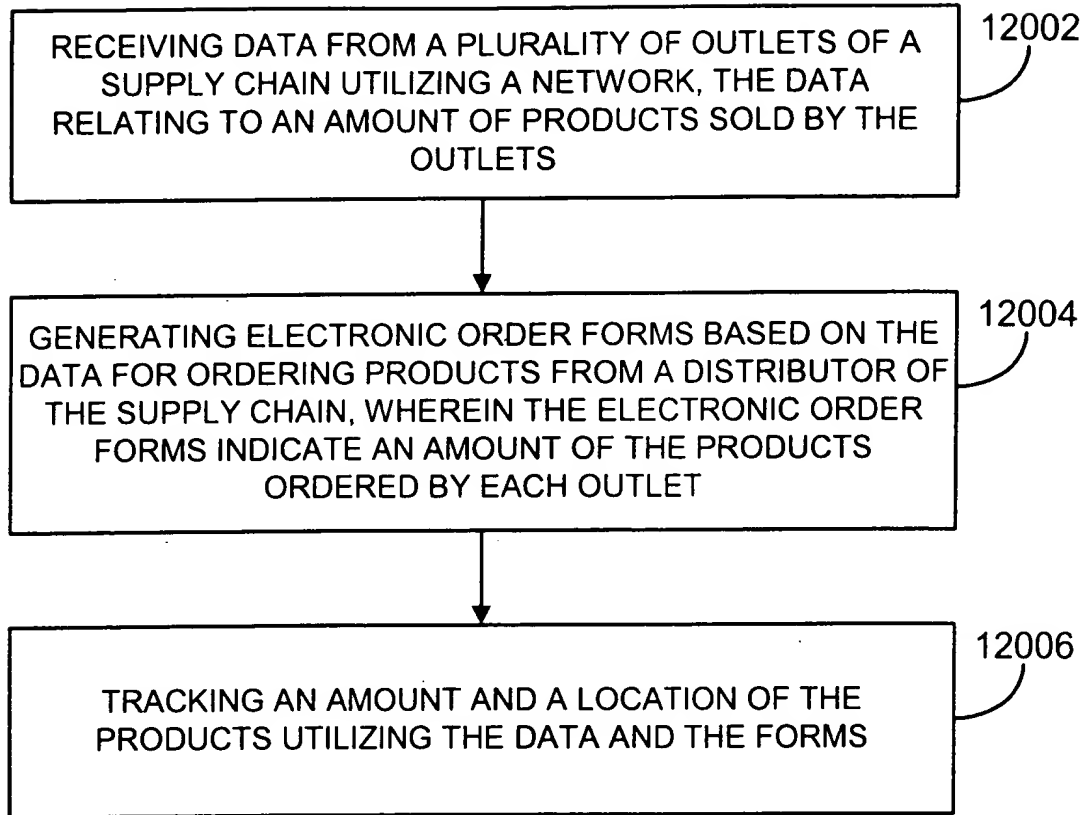 RECEIVING DATA FROM A PLURALITY OF OUTLETS OF A
SUPPLY CHAIN UTILIZING A NETWORK, THE DATA
RELATING TO AN AMOUNT OF PRODUCTS SOLD BY THE
OUTLETS
12002
GENERATING ELECTRONIC ORDER FORMS BASED ON THE
DATA FOR ORDERING PRODUCTS FROM A DISTRIBUTOR OF
THE SUPPLY CHAIN, WHEREIN THE ELECTRONIC ORDER
FORMS INDICATE AN AMOUNT OF THE PRODUCTS
ORDERED BY EACH OUTLET
12004
TRACKING AN AMOUNT AND A LOCATION OF THE
PRODUCTS UTILIZING THE DATA AND THE FORMS
12006